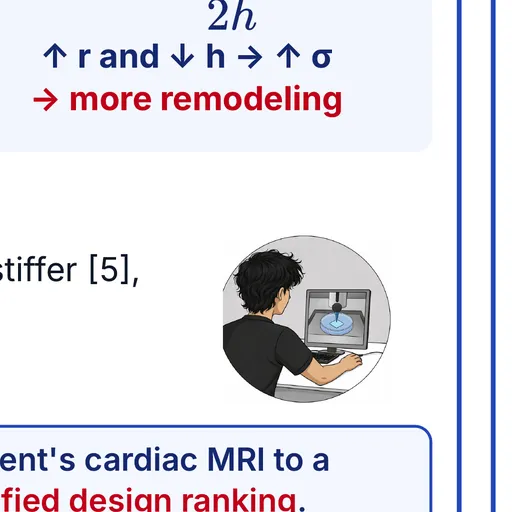 2h
↑ r and ↓ h → ↑ σ
→ more remodeling
stiffer [5],
ent's cardiac MRI to a
fied design ranking.